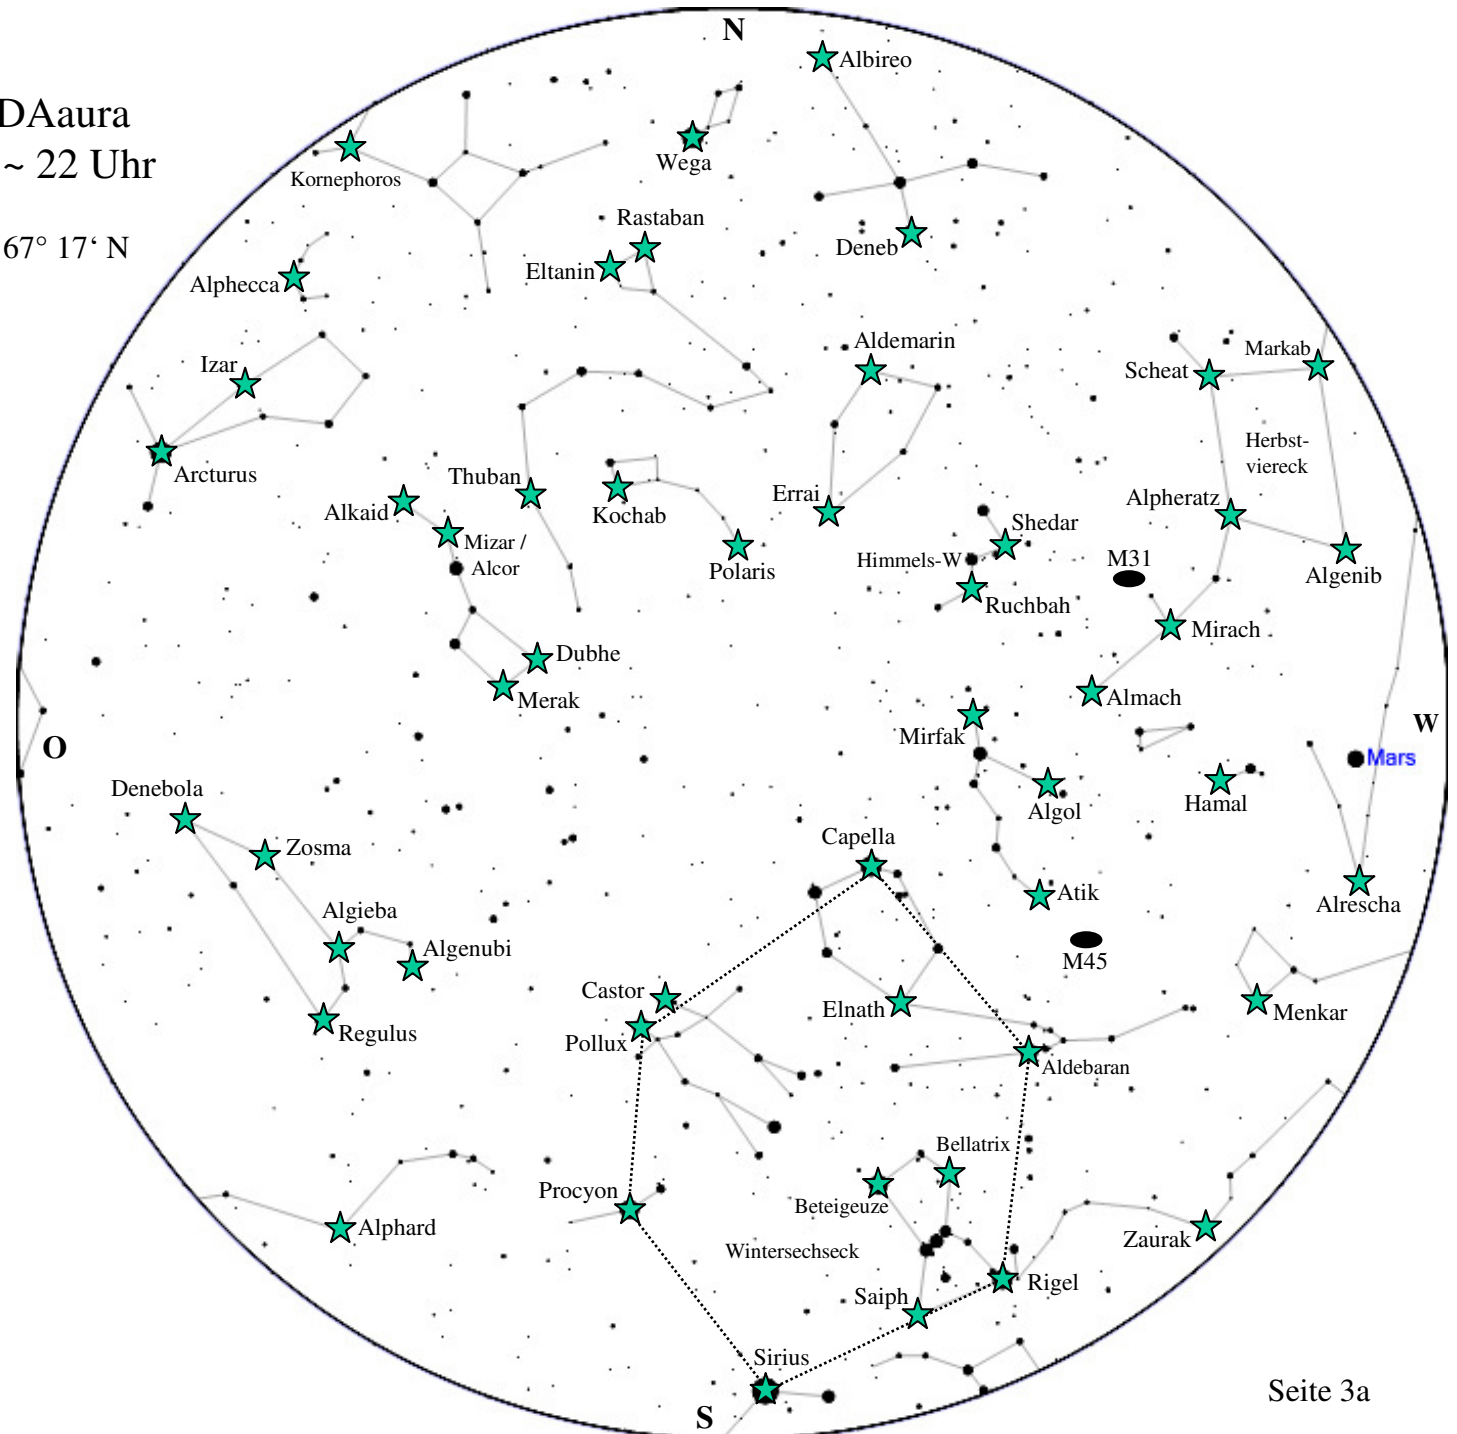 N
Albireo
DAaura
~ 22 Uhr
67° 17‘ N
Wega
Kornephoros
Rastaban
Deneb
Eltanin
Alphecca
Aldemarin
Markab
Izar
Scheat
Herbst-
viereck
Arcturus
Thuban
Errai
Alpheratz
Alkaid
Kochab
Shedar
Mizar /
Alcor
Himmels-W
M31
Polaris
Algenib
Ruchbah
Mirach
Dubhe
Merak
Almach
Mirfak
W
O
Mars
Denebola
Hamal
Algol
Capella
Zosma
Atik
Alrescha
Algieba
Algenubi
M45
Castor
Elnath
Menkar
Regulus
Pollux
Aldebaran
Bellatrix
Procyon
Beteigeuze
Alphard
Zaurak
Wintersechseck
Rigel
Saiph
Sirius
Seite 3a
S